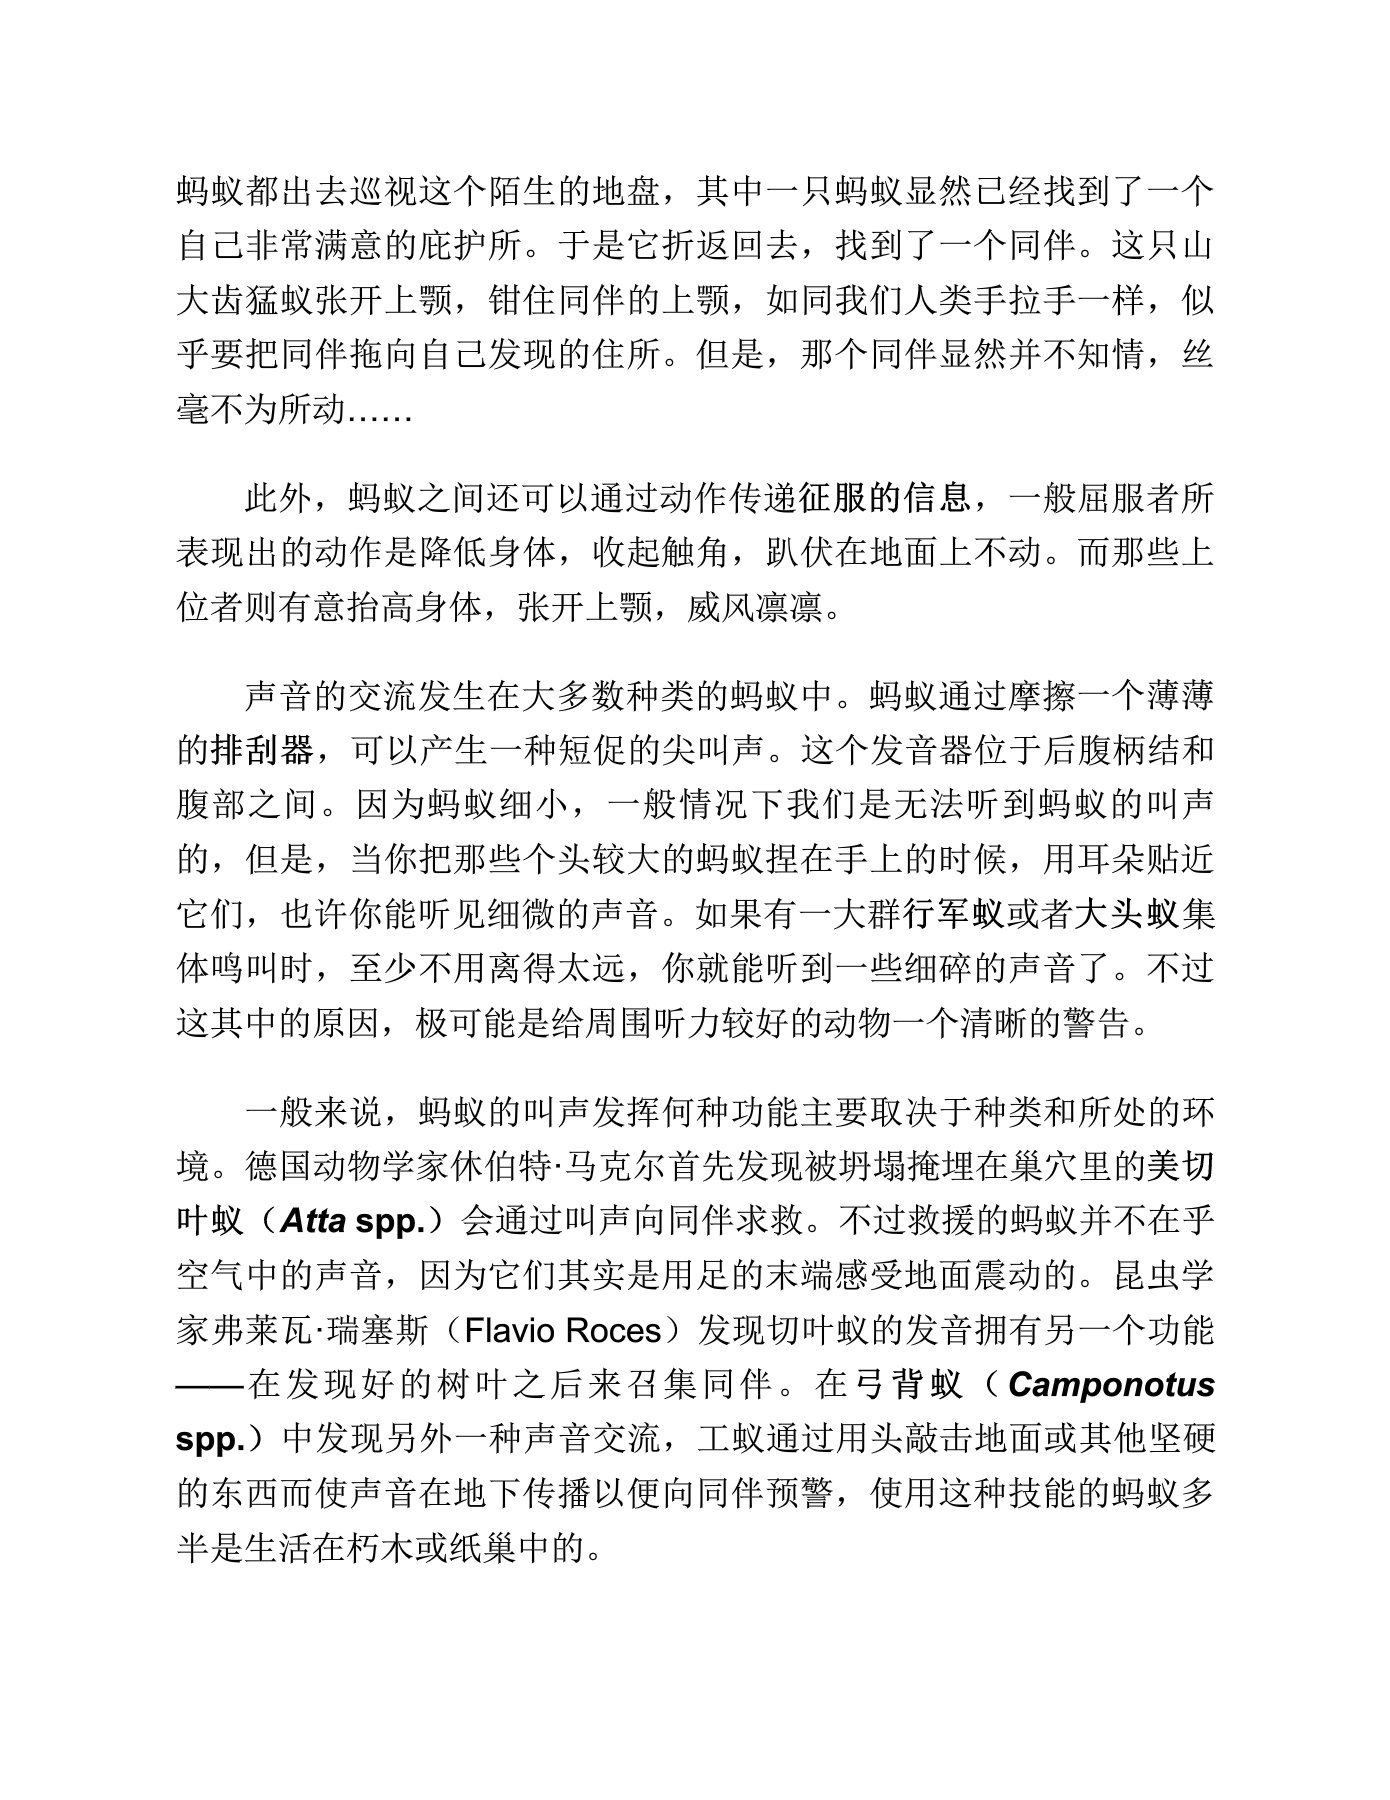 蚂蚁都出去巡视这个陌生的地盘，其中一只蚂蚁显然已经找到了一个
自己非常满意的庇护所。于是它折返回去，找到了一个同伴。这只山
大齿猛蚁张开上颚，钳住同伴的上颚，如同我们人类手拉手一样，似
乎要把同伴拖向自己发现的住所。但是，那个同伴显然并不知情，丝
毫不为所动……
此外，蚂蚁之间还可以通过动作传递征服的信息，一般屈服者所
表现出的动作是降低身体，收起触角，趴伏在地面上不动。而那些上
位者则有意抬高身体，张开上颚，威风凛凛。
声音的交流发生在大多数种类的蚂蚁中。蚂蚁通过摩擦一个薄薄
的排刮器，可以产生一种短促的尖叫声。这个发音器位于后腹柄结和
腹部之间。因为蚂蚁细小，一般情况下我们是无法听到蚂蚁的叫声
的，但是，当你把那些个头较大的蚂蚁捏在手上的时候，用耳朵贴近
它们，也许你能听见细微的声音。如果有一大群行军蚁或者大头蚁集
体鸣叫时，至少不用离得太远，你就能听到一些细碎的声音了。不过
这其中的原因，极可能是给周围听力较好的动物一个清晰的警告。
一般来说，蚂蚁的叫声发挥何种功能主要取决于种类和所处的环
境。德国动物学家休伯特·马克尔首先发现被坍塌掩埋在巢穴里的美切
叶蚁（Atta spp.）会通过叫声向同伴求救。不过救援的蚂蚁并不在乎
空气中的声音，因为它们其实是用足的末端感受地面震动的。昆虫学
家弗莱瓦·瑞塞斯（Flavio Roces）发现切叶蚁的发音拥有另一个功能
——在发现好的树叶之后来召集同伴。在弓背蚁（Camponotus
spp.）中发现另外一种声音交流，工蚁通过用头敲击地面或其他坚硬
的东西而使声音在地下传播以便向同伴预警，使用这种技能的蚂蚁多
半是生活在朽木或纸巢中的。